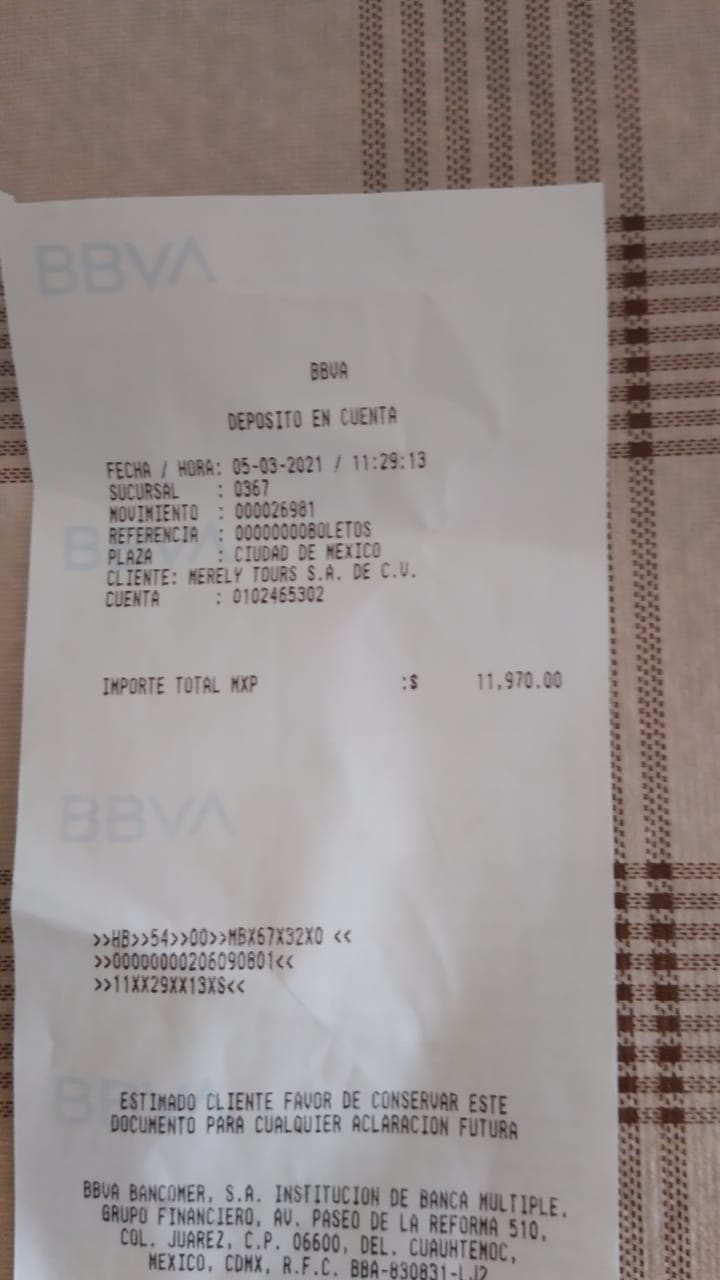 BBVA
BBVA
DEPOSITO EN CUENTA
FECHA / HORA: 05-03-2021 / 11:29:13
SUCURSAL : 0367
MOVIMIENTO : 000026981
REFERENCIA : 0000000BOLETOS
PLAZA : CIUDAD DE MEXICO
CLIENTE: MERELY TOURS S.A. DE C.V.
CUENTA : 0102465302
IMPORTE TOTAL MXP :$ 11,970.00
BBVA
>>HB>>54>>00>>MBX67X32X0 <<
>>00000000206090801<<
>>11XX29XX13XS<<
BBVA
ESTIMADO CLIENTE FAVOR DE CONSERVAR ESTE
DOCUMENTO PARA CUALQUIER ACLARACION FUTURA
BBVA BANCOMER, S.A. INSTITUCION DE BANCA MULTIPLE,
GRUPO FINANCIERO, AV. PASEO DE LA REFORMA 510,
COL. JUAREZ, C.P. 06600, DEL. CUAUHTEMOC,
MEXICO, CDMX, R.F.C. BBA-830831-LJ2